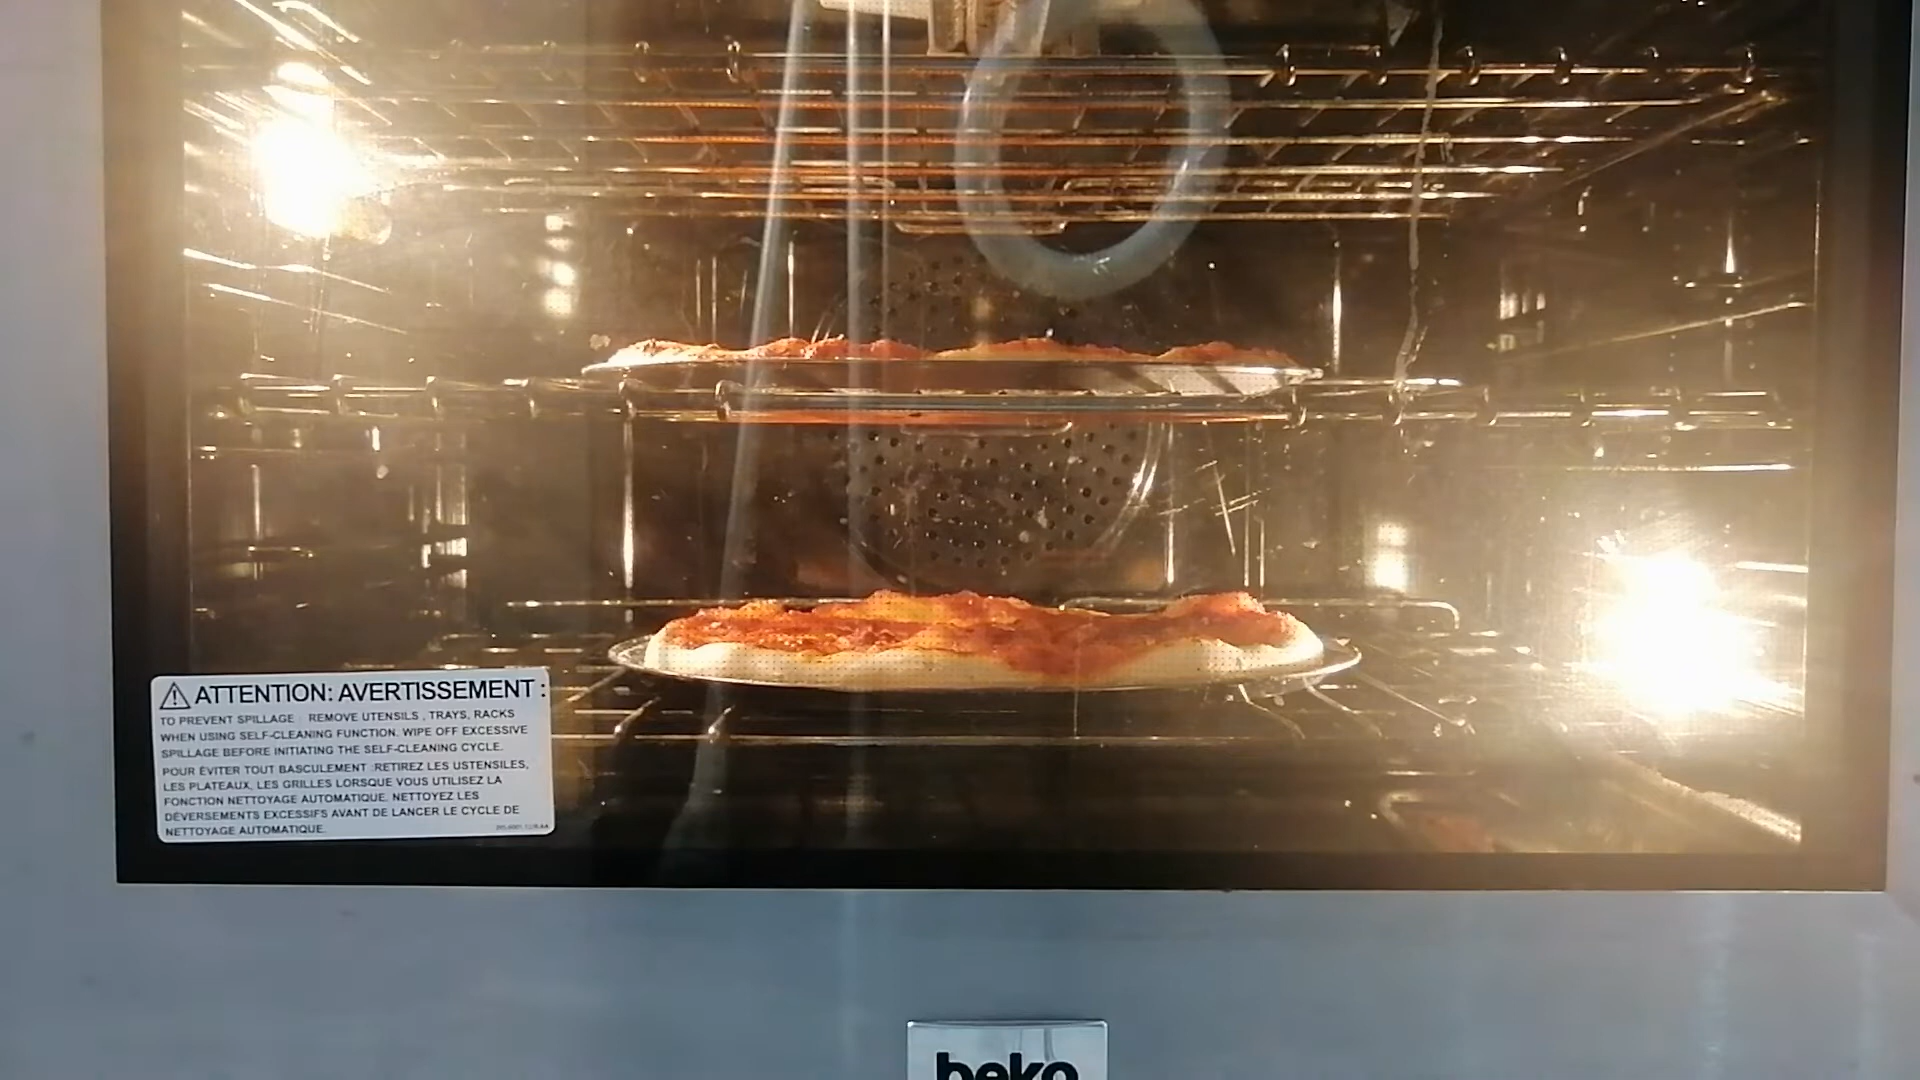 ATTENTION: AVERTISSEMENT :
TO PREVENT SPILLAGE : REMOVE UTENSILS , TRAYS, RACKS
WHEN USING SELF-CLEANING FUNCTION. WIPE OFF EXCESSIVE
SPILLAGE BEFORE INITIATING THE SELF-CLEANING CYCLE.
POUR ÉVITER TOUT BASCULEMENT :RETIREZ LES USTENSILES,
LES PLATEAUX, LES GRILLES LORSQUE VOUS UTILISEZ LA
FONCTION NETTOYAGE AUTOMATIQUE. NETTOYEZ LES
DÉVERSEMENTS EXCESSIFS AVANT DE LANCER LE CYCLE DE
NETTOYAGE AUTOMATIQUE.
beko